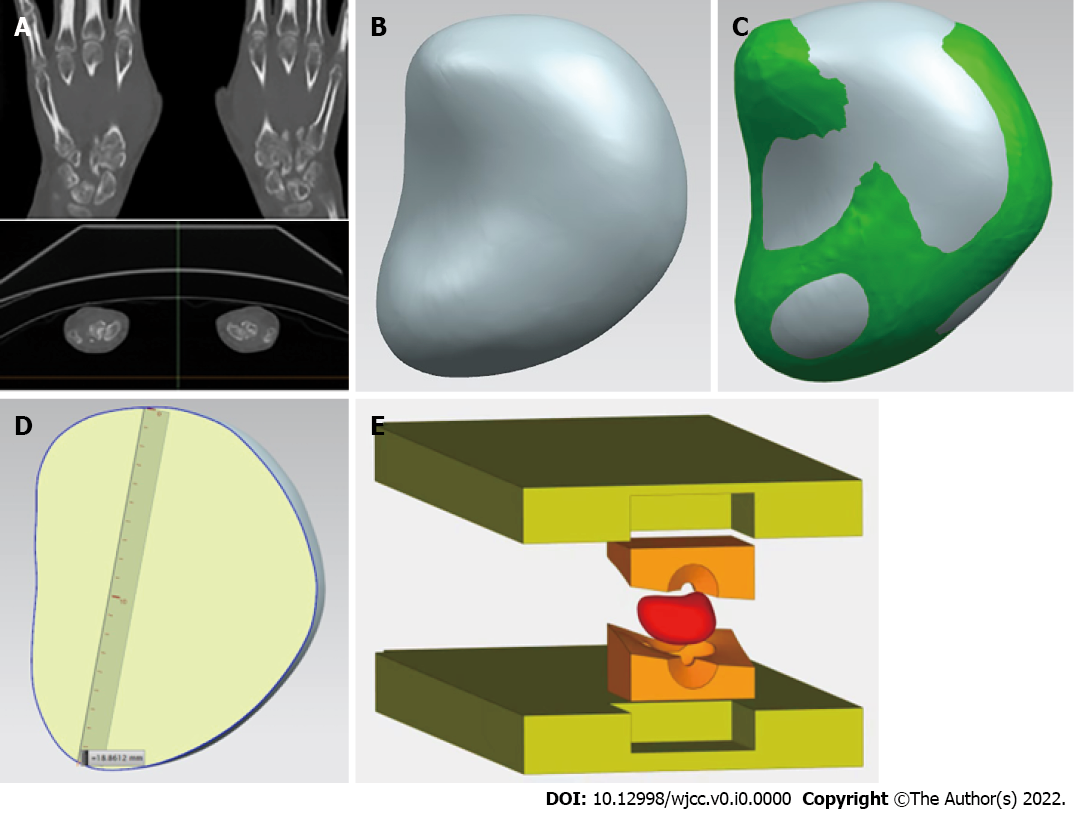 A
B
C
D
E
+18.8612 mm
DOI: 10.12998/wjcc.v0.i0.0000 Copyright ©The Author(s) 2022.